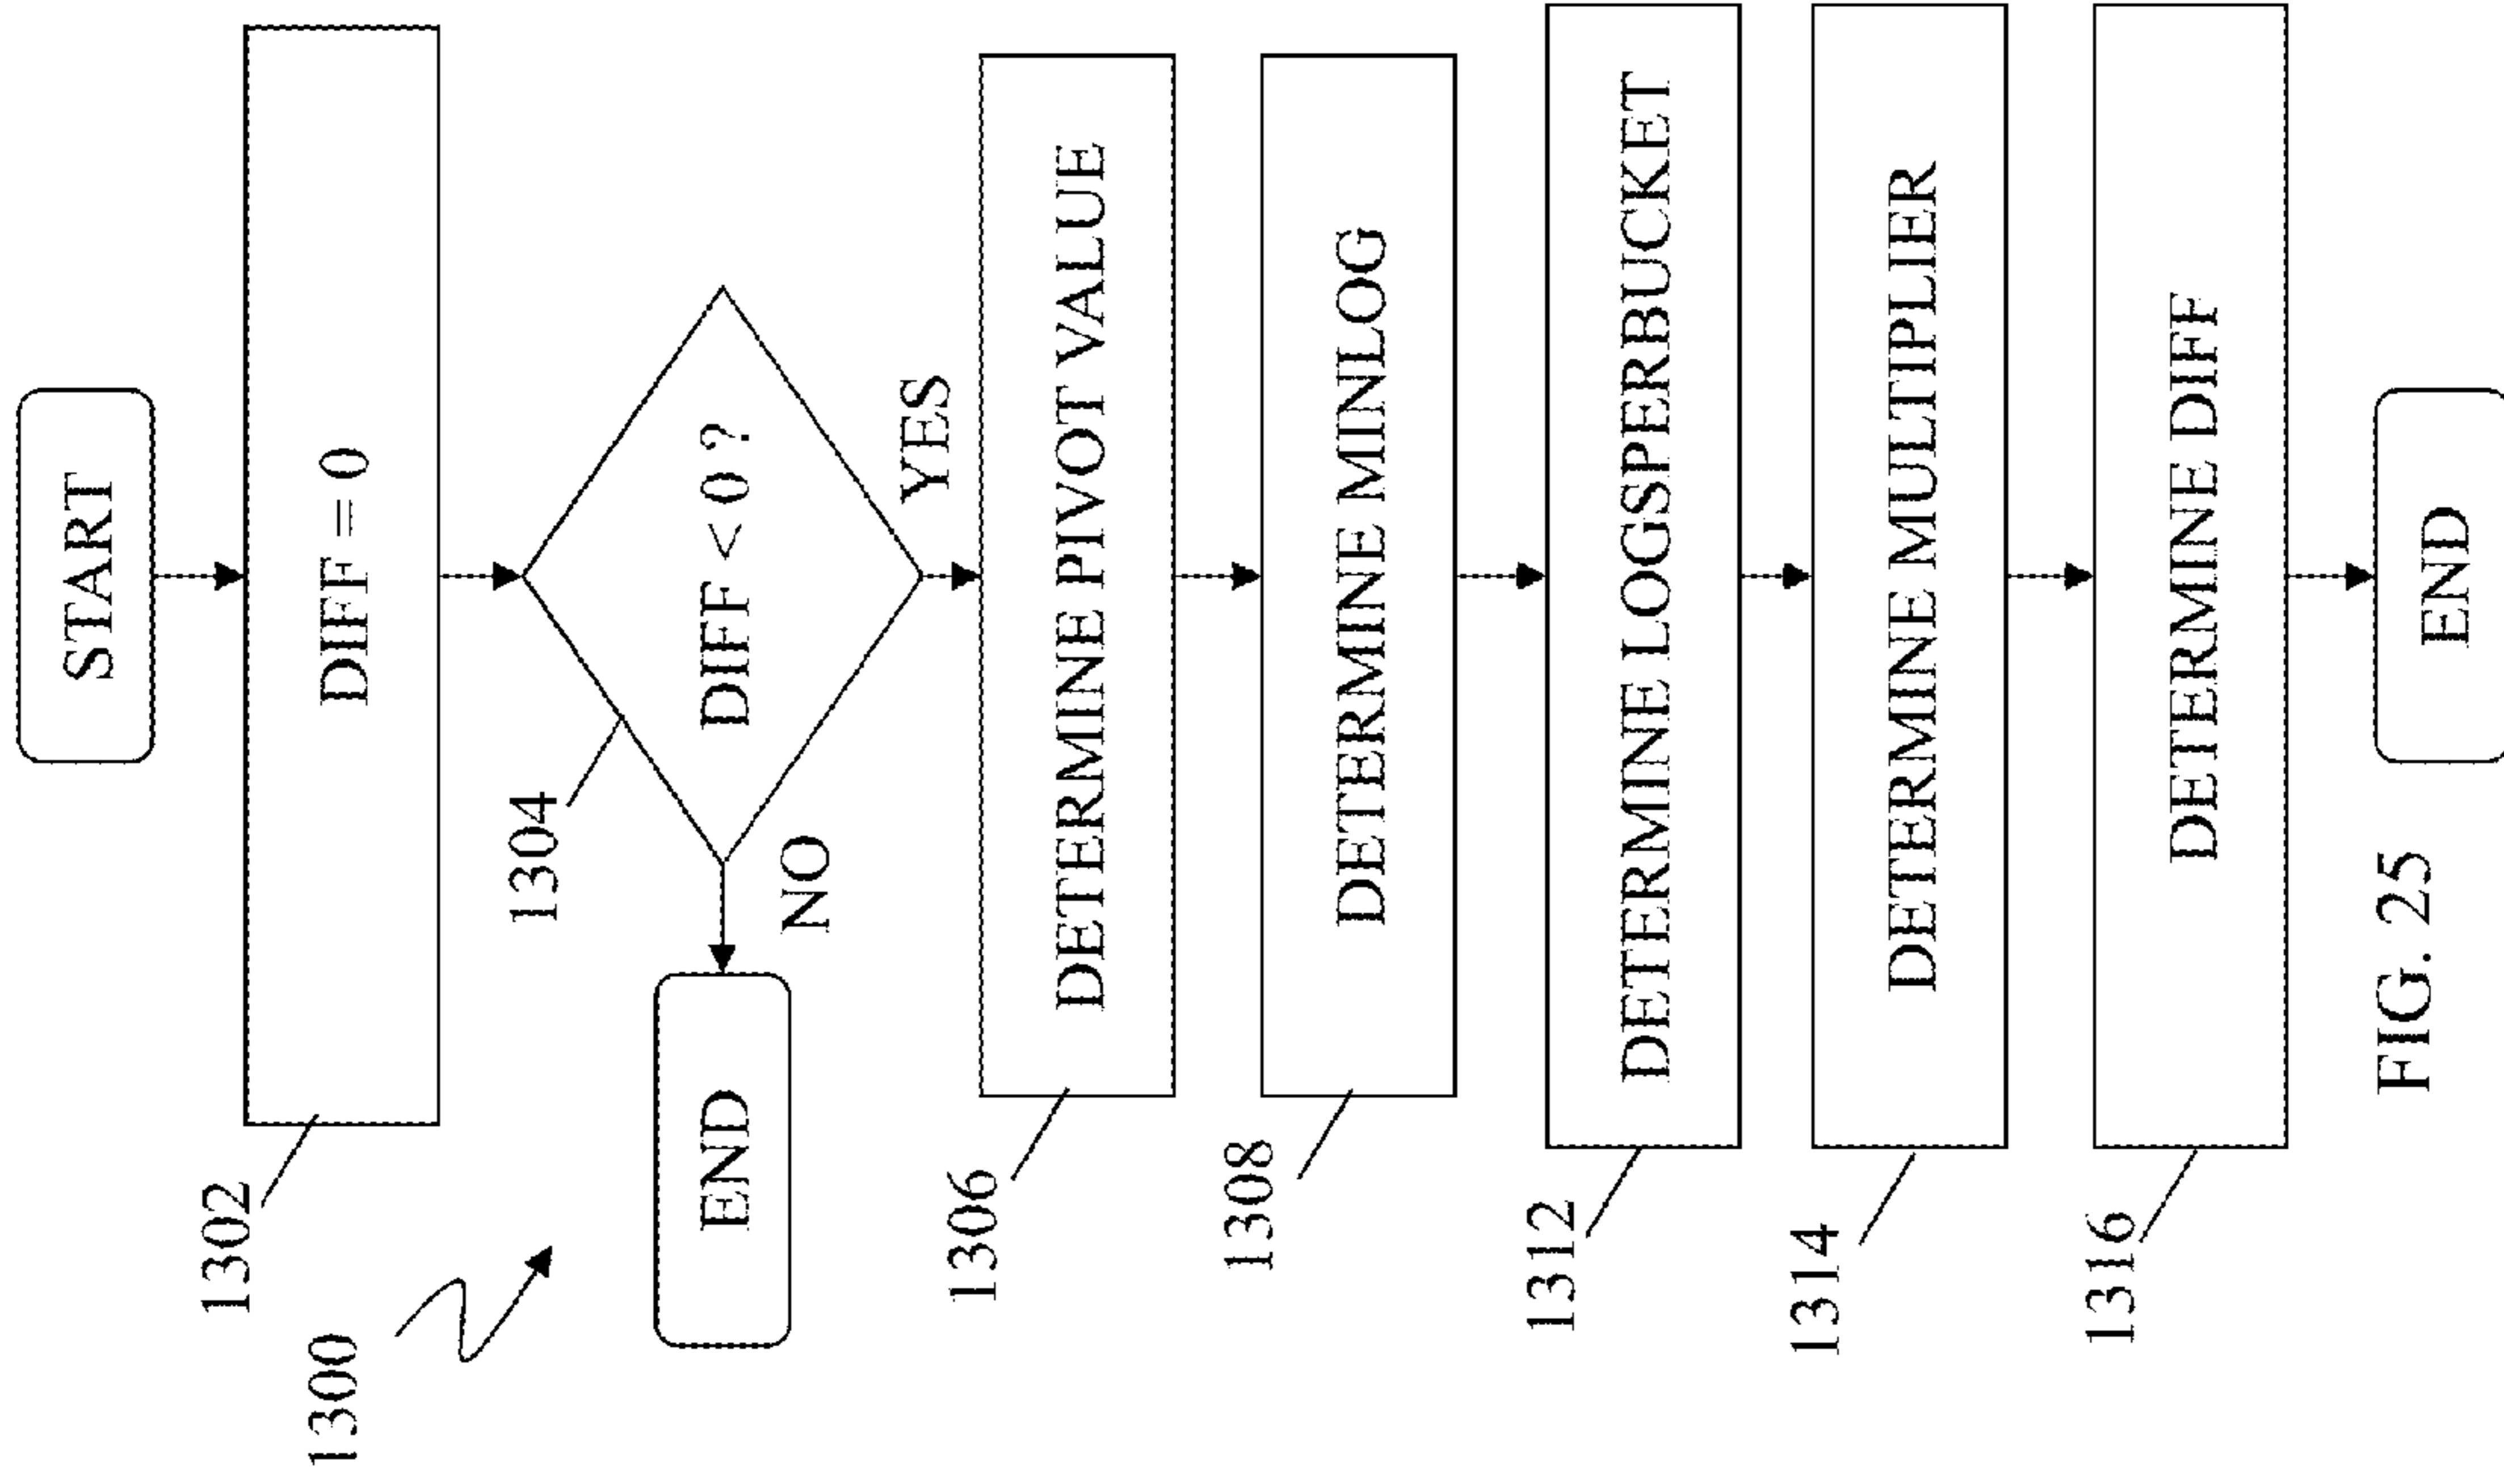 START
1300
1302
DIFF = 0
1304
DIFF < 0 ?
NO
END
YES
1306
DETERMINE PIVOT VALUE
1308
DETERMINE MINLOG
1312
DETERMINE LOGSPERBUCKET
1314
DETERMINE MULTIPLIER
1316
DETERMINE DIFF
END
FIG. 25